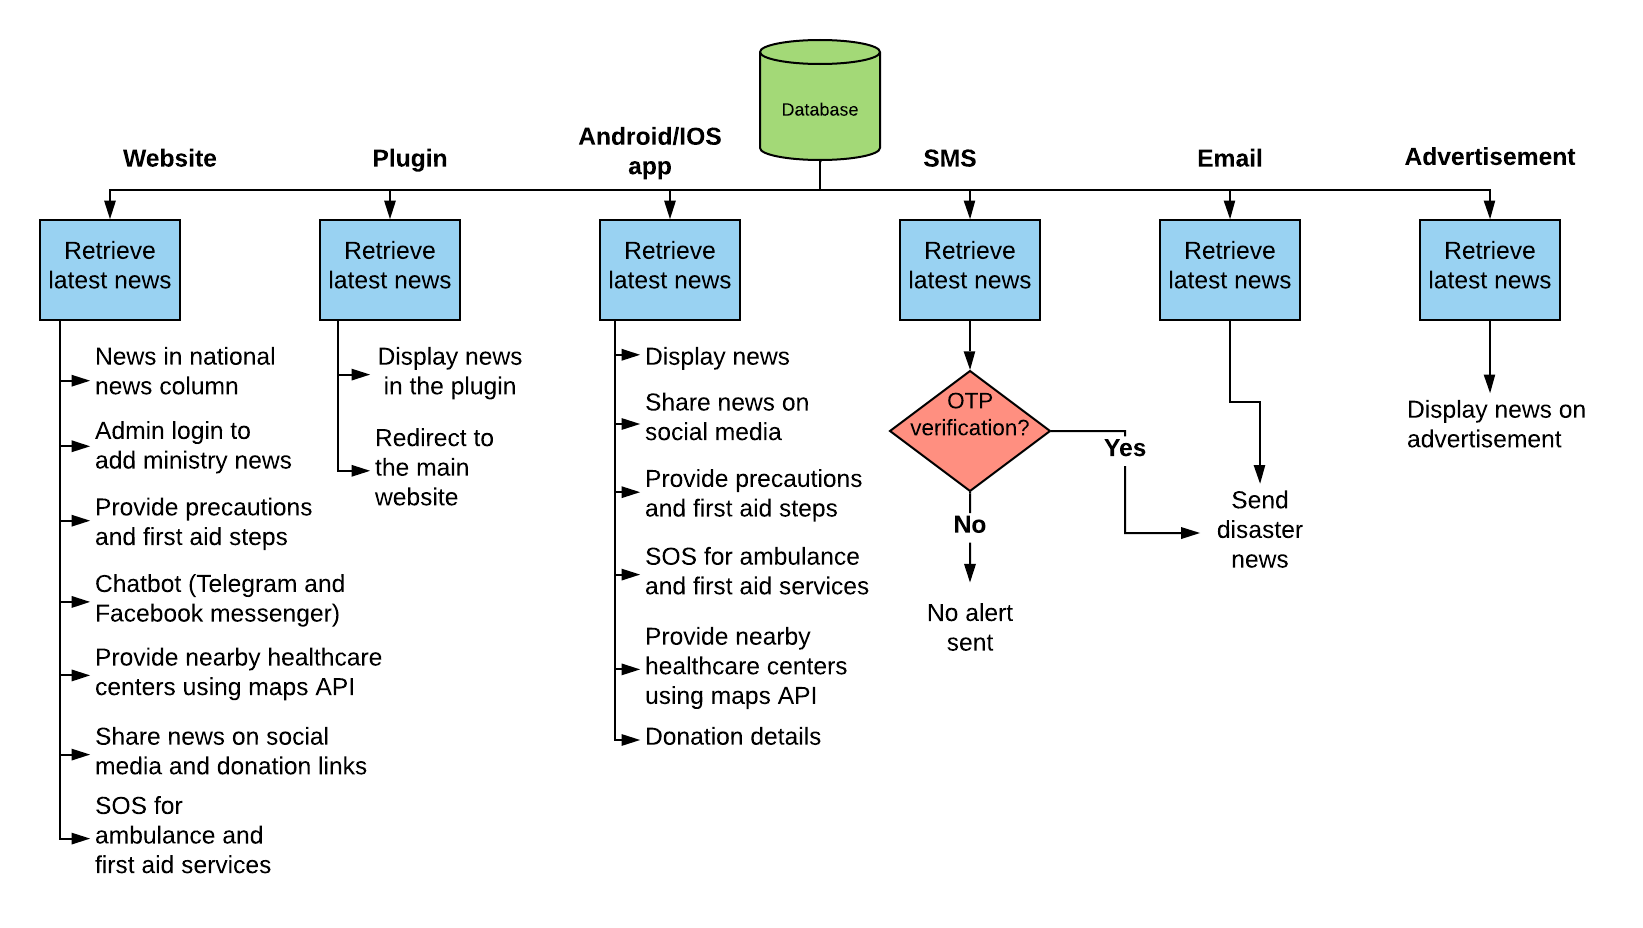 Database
Website
Plugin
Android/IOS
app
SMS
Email
Advertisement
Retrieve
latest news
Retrieve
latest news
Retrieve
latest news
Retrieve
latest news
Retrieve
latest news
Retrieve
latest news
News in national
news column
Admin login to
add ministry news
Provide precautions
and first aid steps
Chatbot (Telegram and
Facebook messenger)
Provide nearby healthcare
centers using maps API
Share news on social
media and donation links
SOS for
ambulance and
first aid services
Display news
in the plugin
Redirect to
the main
website
Display news
Share news on
social media
Provide precautions
and first aid steps
SOS for ambulance
and first aid services
Provide nearby
healthcare centers
using maps API
Donation details
OTP
verification?
Yes
No
No alert
sent
Send
disaster
news
Display news on
advertisement